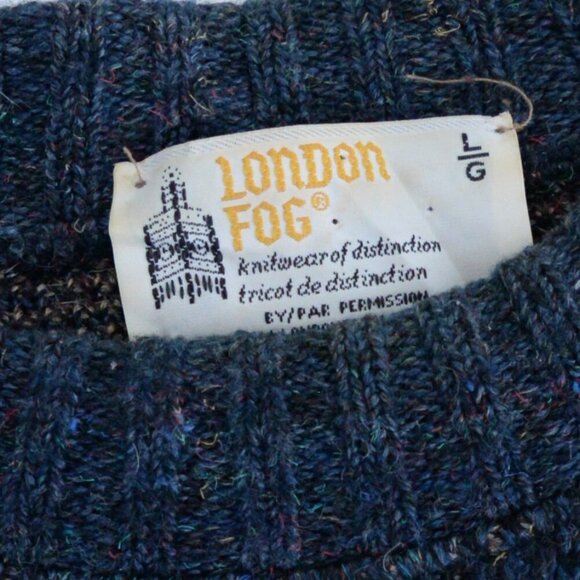 LONDON
FOG®
knitwear of distinction
tricot de distinction
BY/PAR PERMISSION
L/G